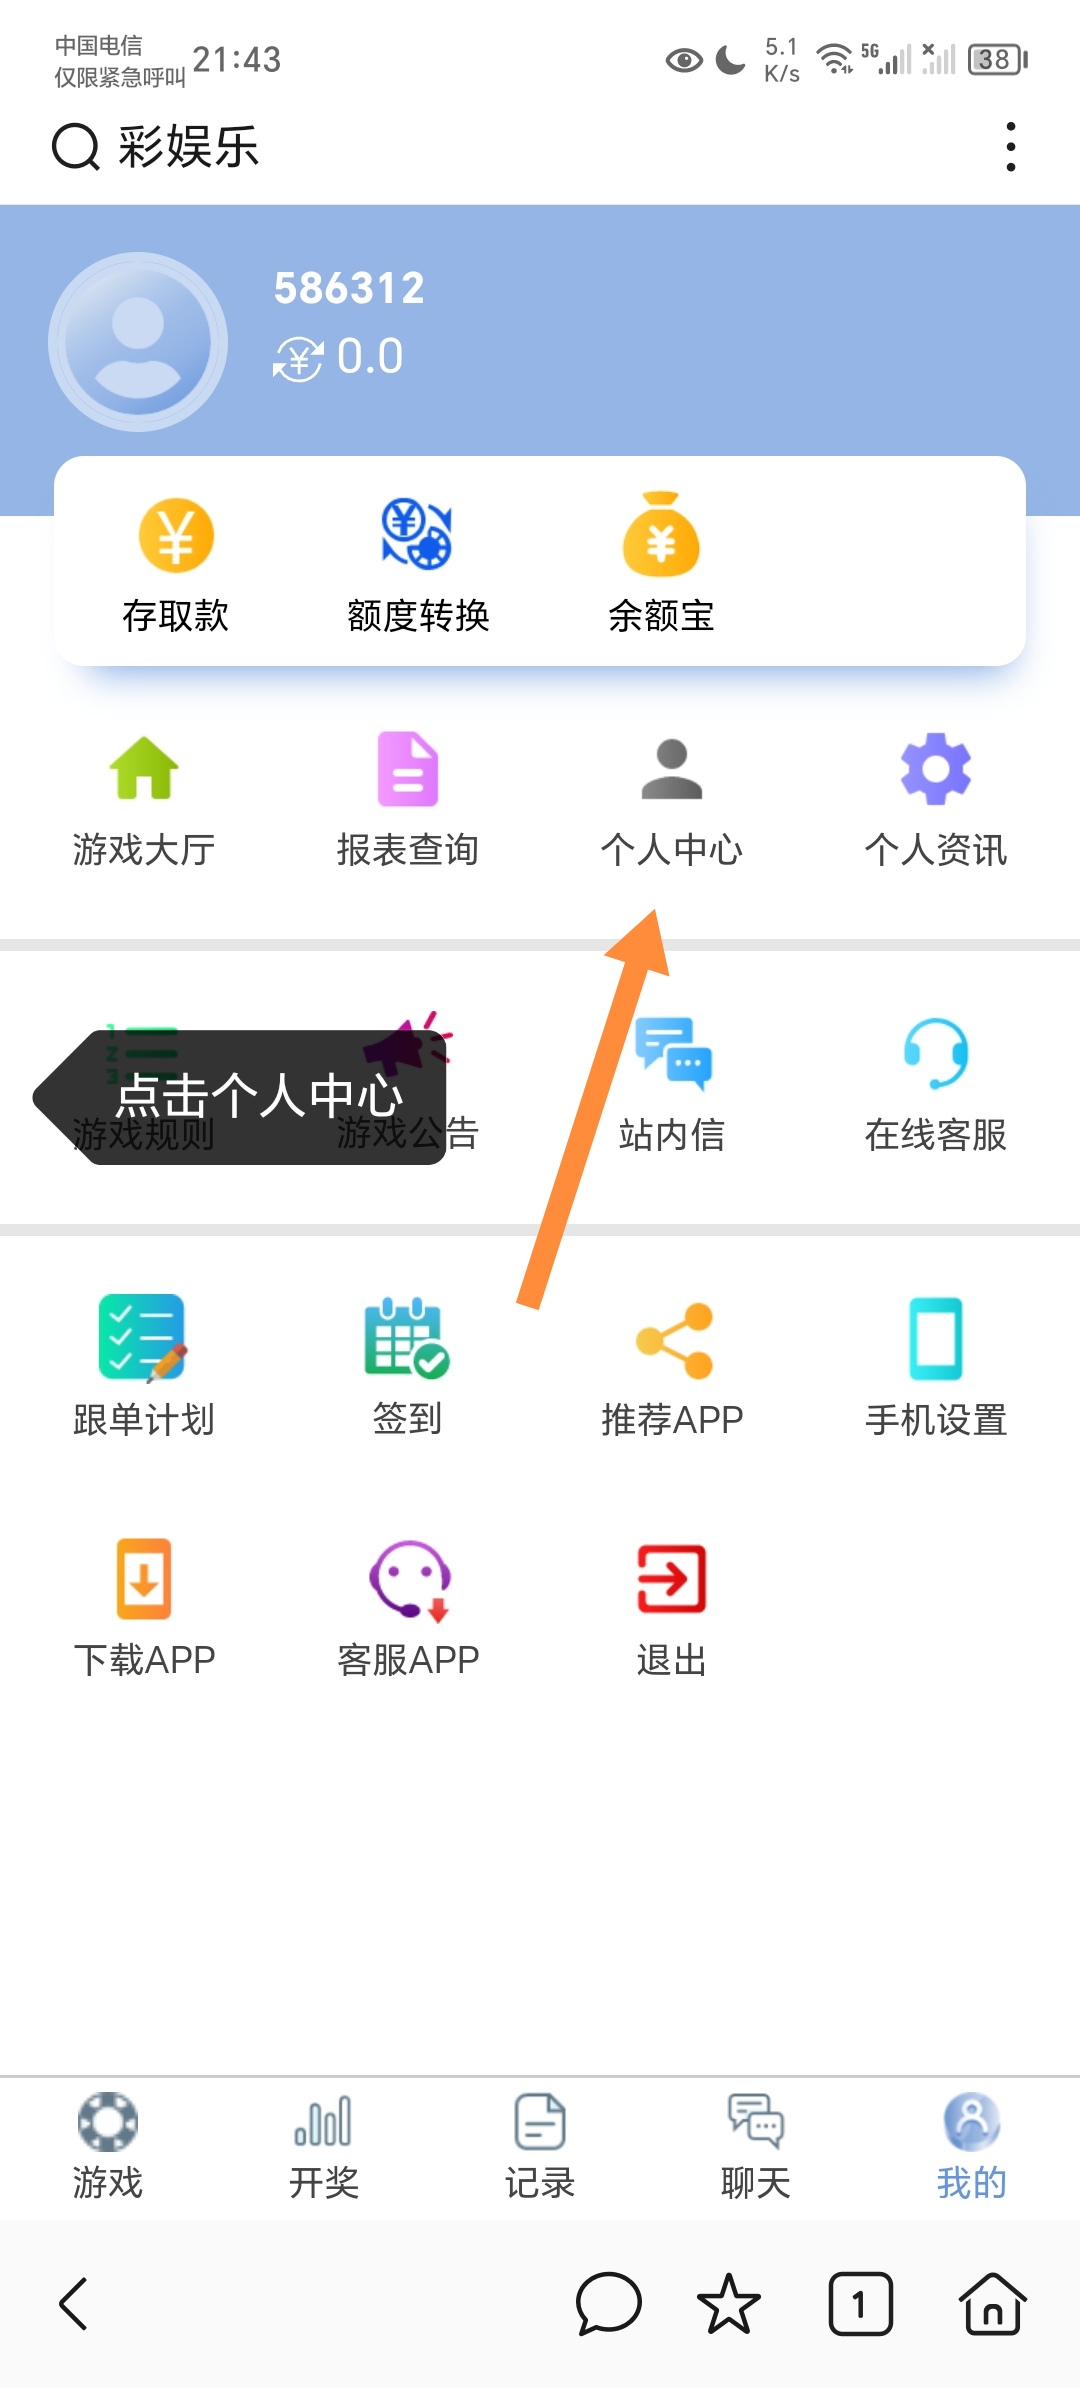 中国电信
仅限紧急呼叫 21:43 5.1 K/s 5G 38
彩娱乐
586312
¥ 0.0
¥ ¥ ¥
存取款 额度转换 余额宝
游戏大厅 报表查询 个人中心 个人资讯
1
2
3
点击个人中心
游戏规则 游戏公告 站内信 在线客服
跟单计划 签到 推荐APP 手机设置
下载APP 客服APP 退出
游戏 开奖 记录 聊天 我的
1